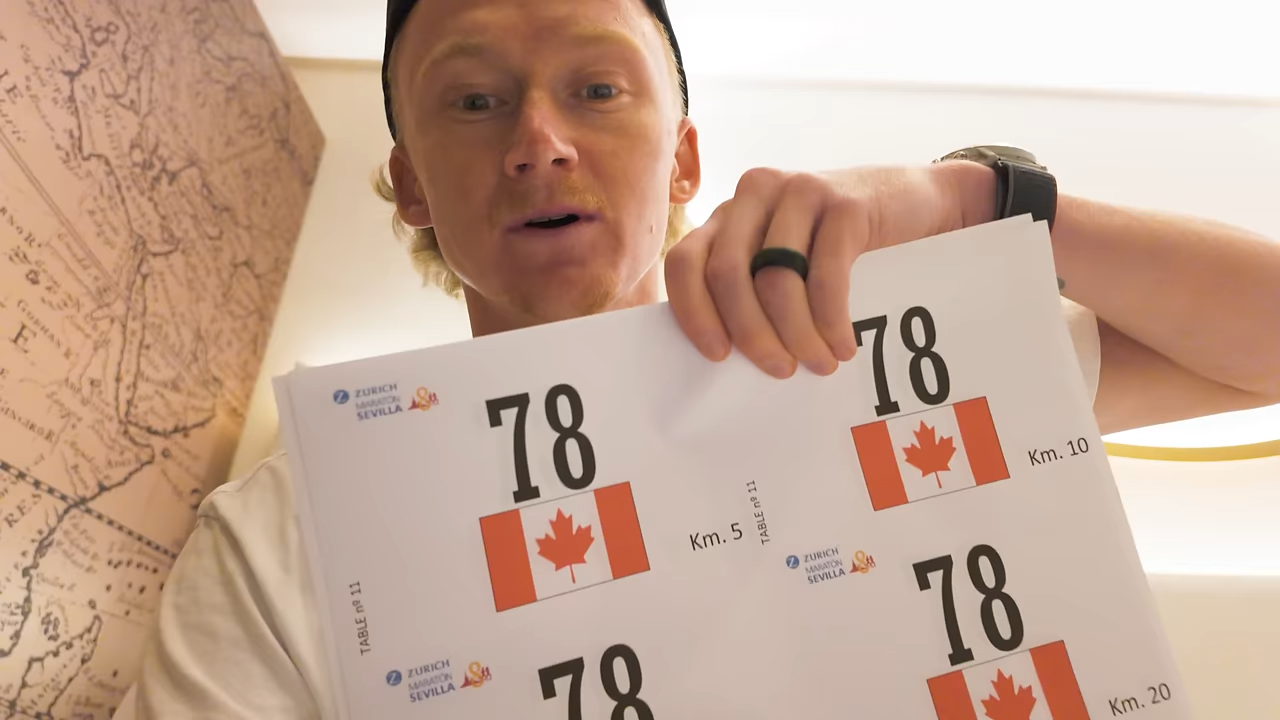 ZURICH
MARATÓN
SEVILLA
78
Km. 5
TABLE nº 11
78
Km. 10
TABLE nº 11
ZURICH
MARATÓN
SEVILLA
78
ZURICH
MARATÓN
SEVILLA
78
Km. 20